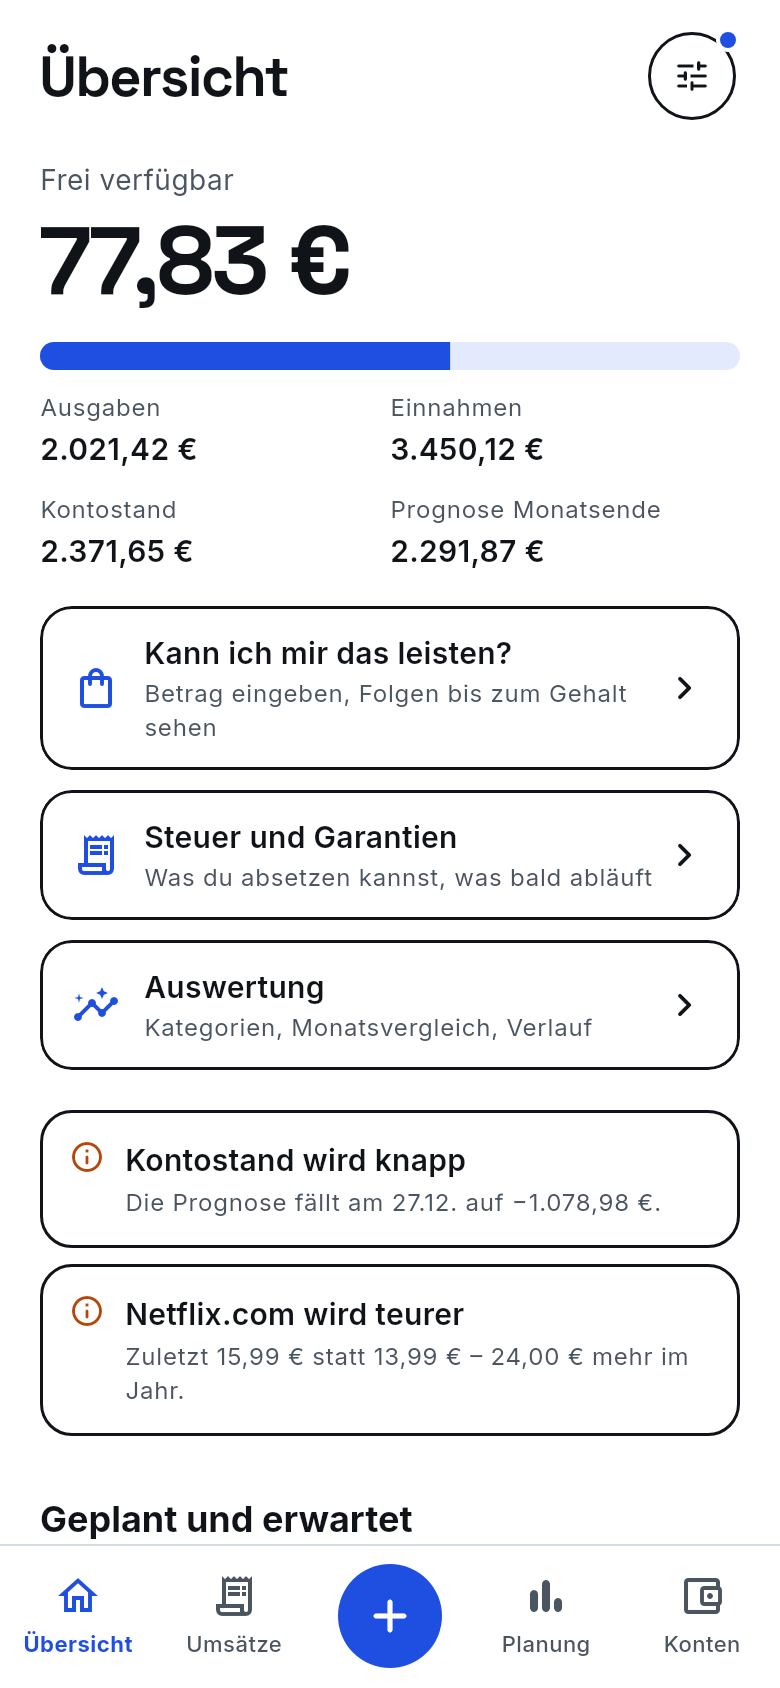 Übersicht
Frei verfügbar
77,83 €
Ausgaben
2.021,42 €
Einnahmen
3.450,12 €
Kontostand
2.371,65 €
Prognose Monatsende
2.291,87 €
Kann ich mir das leisten?
Betrag eingeben, Folgen bis zum Gehalt
sehen
Steuer und Garantien
Was du absetzen kannst, was bald abläuft
Auswertung
Kategorien, Monatsvergleich, Verlauf
Kontostand wird knapp
Die Prognose fällt am 27.12. auf −1.078,98 €.
Netflix.com wird teurer
Zuletzt 15,99 € statt 13,99 € – 24,00 € mehr im
Jahr.
Geplant und erwartet
Übersicht
Umsätze
Planung
Konten